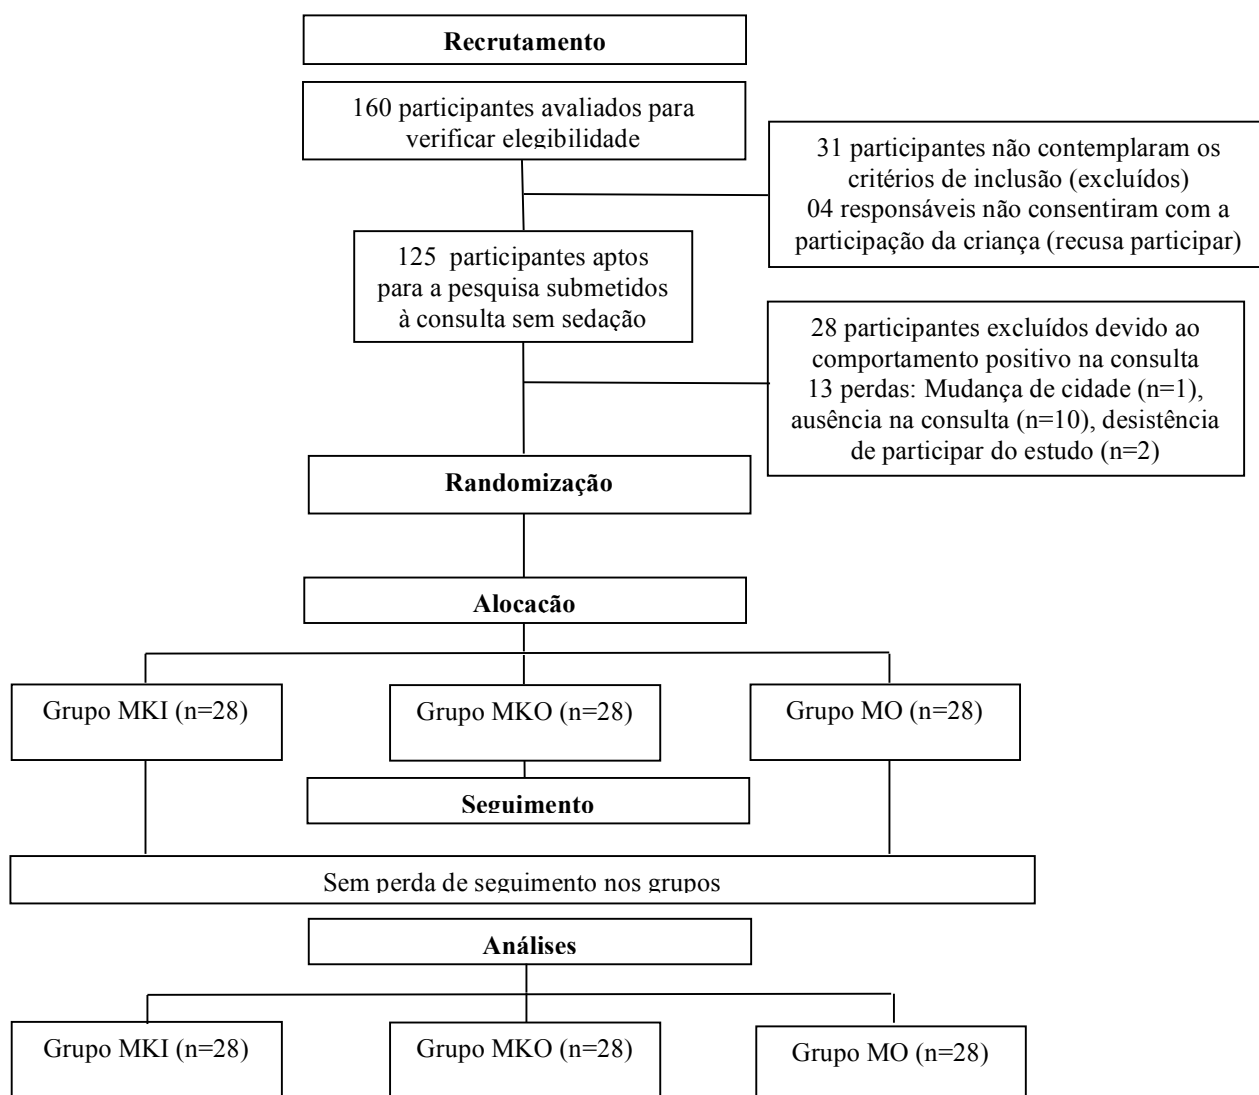 Recrutamento
160 participantes avaliados para
verificar elegibilidade
31 participantes não contemplaram os
critérios de inclusão (excluídos)
04 responsáveis não consentiram com a
participação da criança (recusa participar)
125 participantes aptos
para a pesquisa submetidos
à consulta sem sedação
28 participantes excluídos devido ao
comportamento positivo na consulta
13 perdas: Mudança de cidade (n=1),
ausência na consulta (n=10), desistência
de participar do estudo (n=2)
Randomização
Alocação
Grupo MKI (n=28)
Grupo MKO (n=28)
Grupo MO (n=28)
Seguimento
Sem perda de seguimento nos grupos
Análises
Grupo MKI (n=28)
Grupo MKO (n=28)
Grupo MO (n=28)